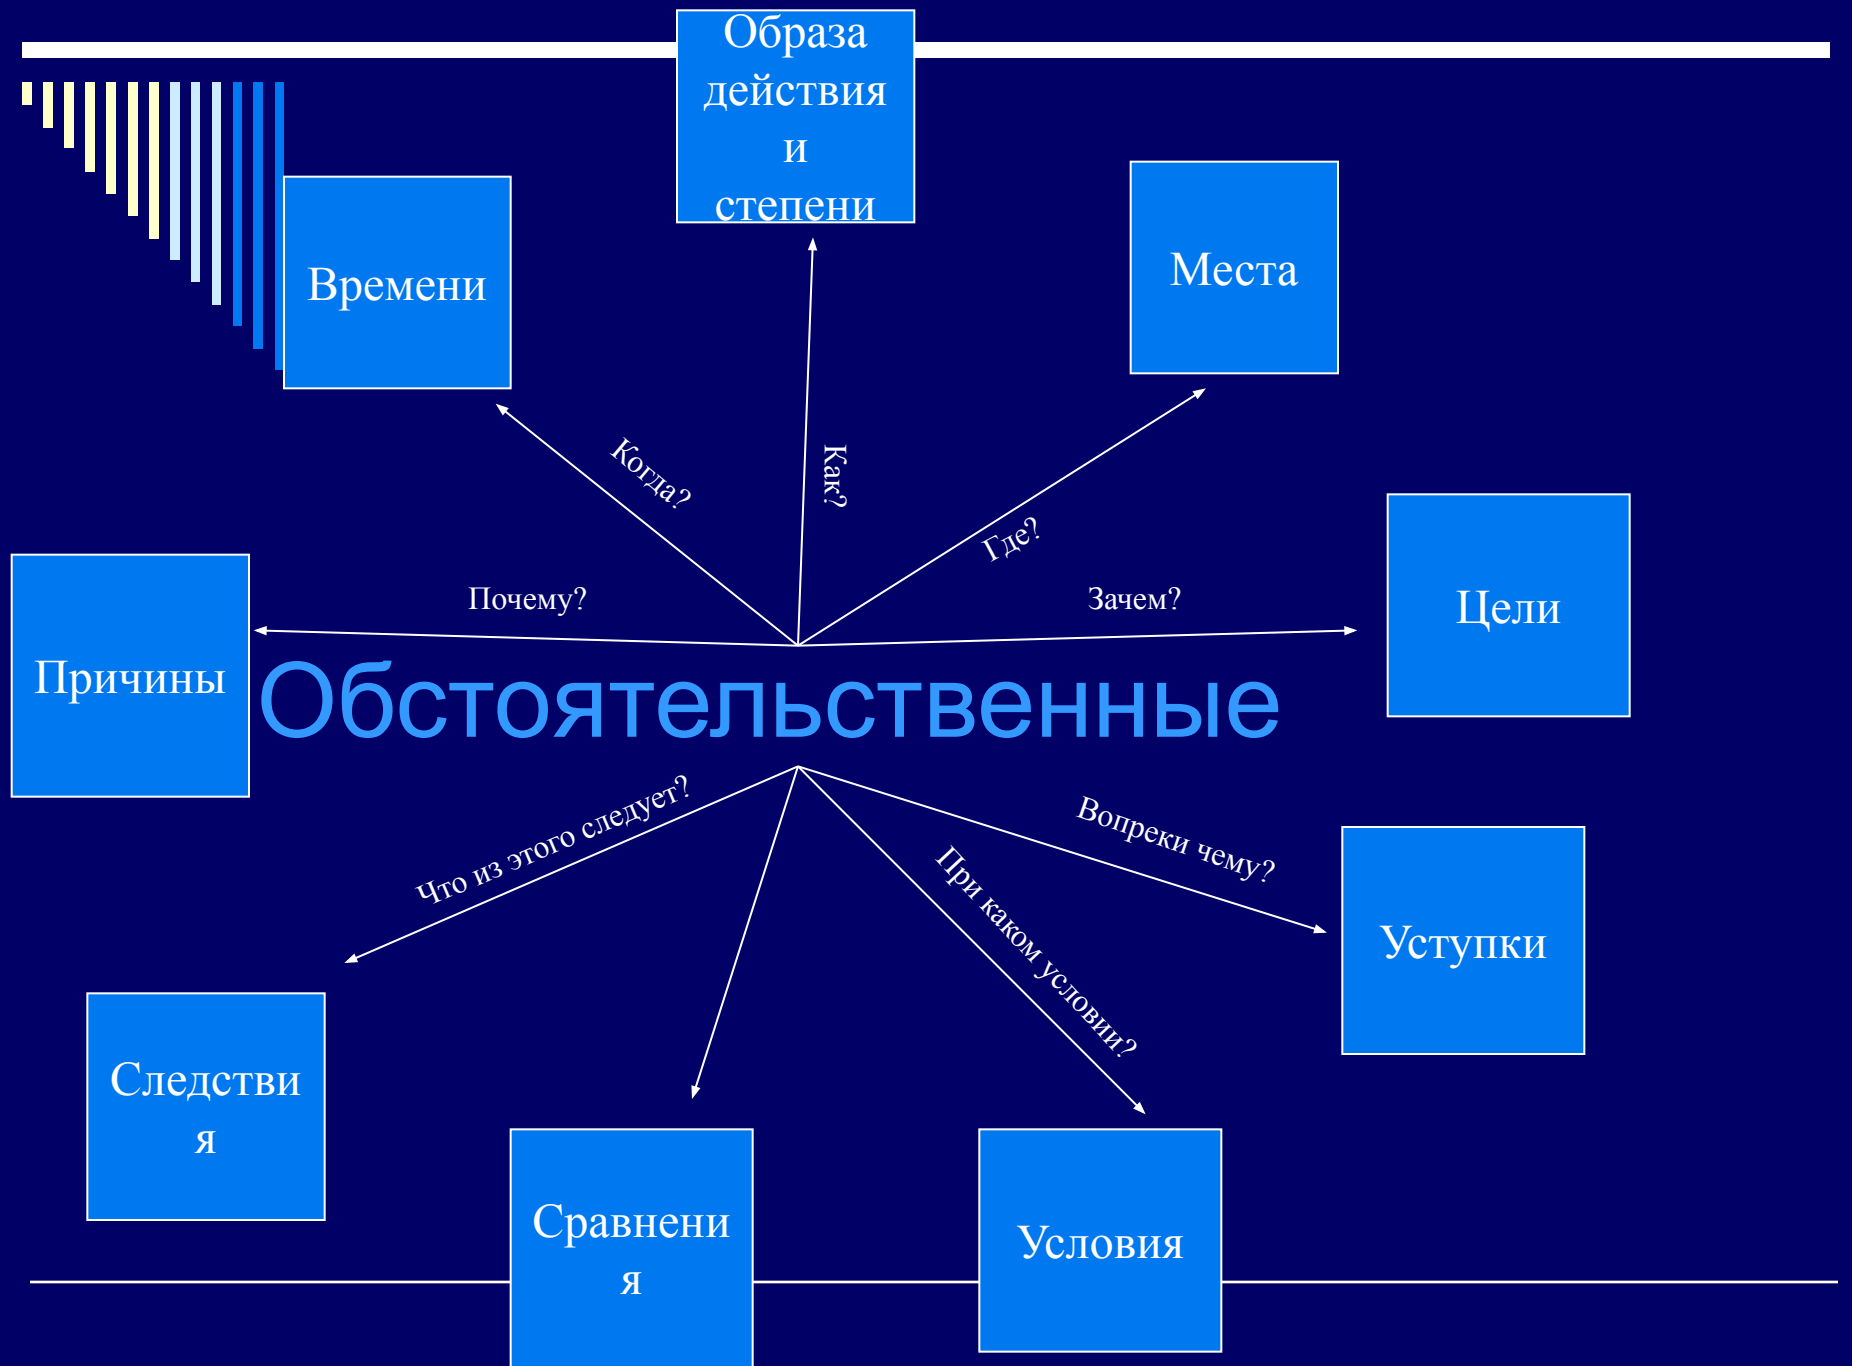 Образа
действия
и
степени
Времени
Места
Когда?
Как?
Где?
Почему?
Зачем?
Цели
Причины
Обстоятельственные
Что из этого следует?
При каком условии?
Вопреки чему?
Уступки
Следстви
я
Сравнени
я
Условия